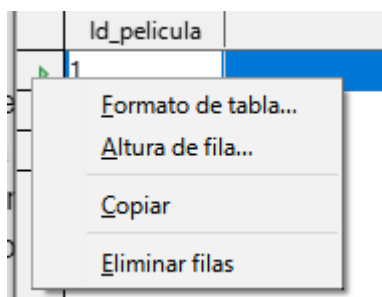 Id_pelicula
1
Formato de tabla...
Altura de fila...
Copiar
Eliminar filas